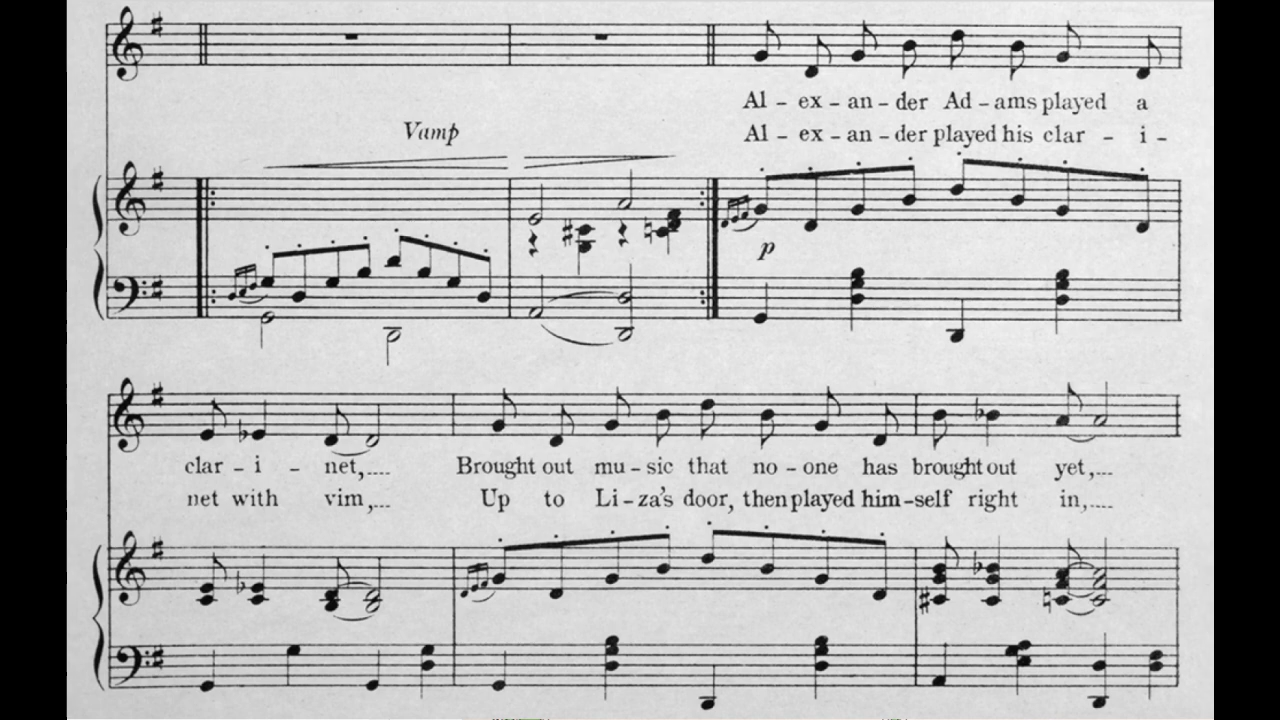 Vamp
Al - ex - an - der Ad - ams played a
Al - ex - an - der played his clar - i -
p
clar - i - net,....
Brought out mu - sic that no - one has brought out yet,....
net with vim,...
Up to Li - za's door, then played him - self right in,....